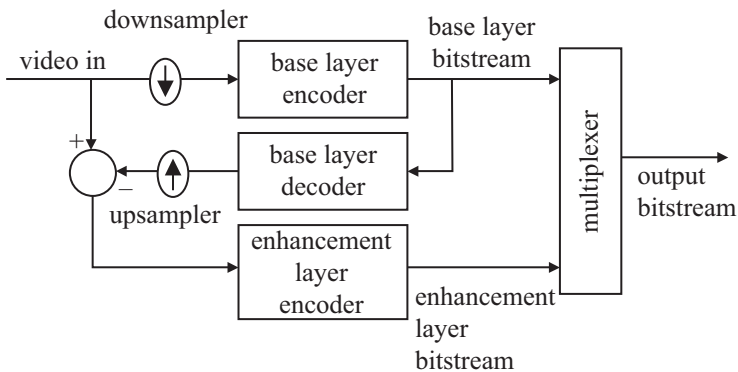 downsampler
video in
base layer
encoder
base layer
bitstream
multiplexer
+
−
base layer
decoder
upsampler
output
bitstream
enhancement
layer
encoder
enhancement
layer
bitstream